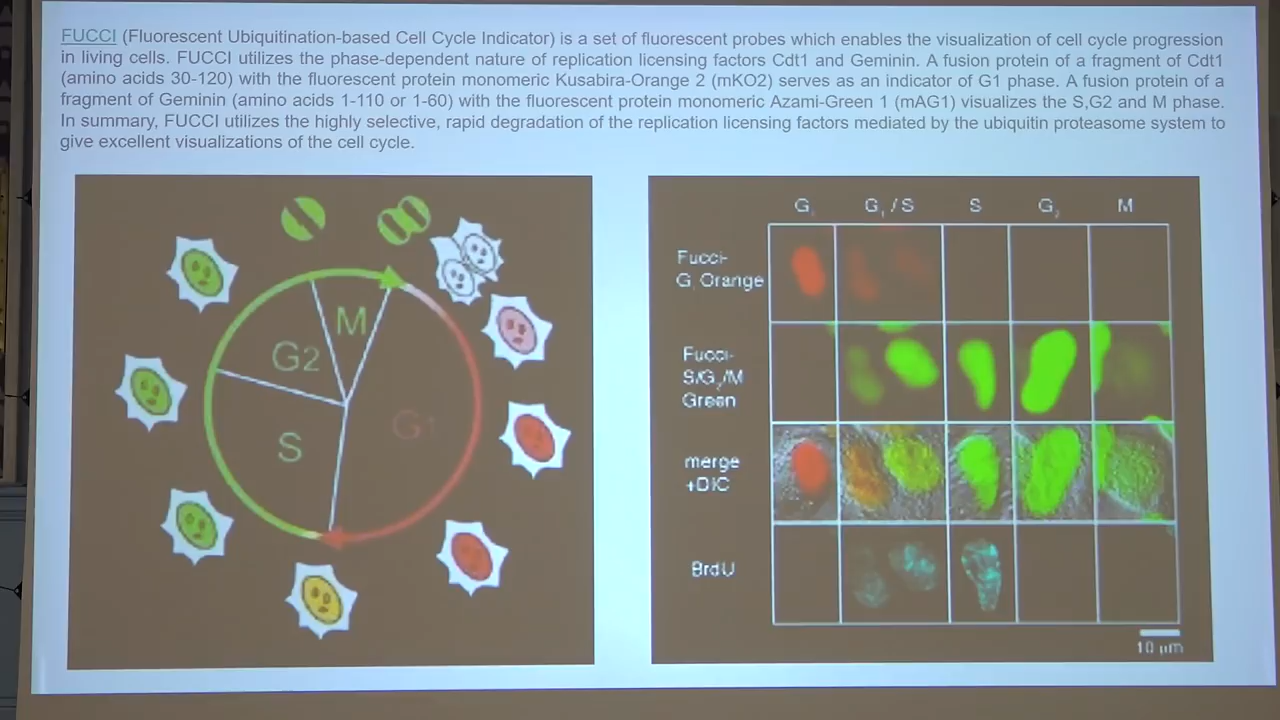 FUCCI (Fluorescent Ubiquitination-based Cell Cycle Indicator) is a set of fluorescent probes which enables the visualization of cell cycle progression
in living cells. FUCCI utilizes the phase-dependent nature of replication licensing factors Cdt1 and Geminin. A fusion protein of a fragment of Cdt1
(amino acids 30-120) with the fluorescent protein monomeric Kusabira-Orange 2 (mKO2) serves as an indicator of G1 phase. A fusion protein of a
fragment of Geminin (amino acids 1-110 or 1-60) with the fluorescent protein monomeric Azami-Green 1 (mAG1) visualizes the S,G2 and M phase.
In summary, FUCCI utilizes the highly selective, rapid degradation of the replication licensing factors mediated by the ubiquitin proteasome system to
give excellent visualizations of the cell cycle.
M
G2
G1
S
G₁ G₁/S S G₂ M
Fucci-
G₁ Orange
Fucci-
S/G₂/M
Green
merge
+DIC
BrdU
10 µm